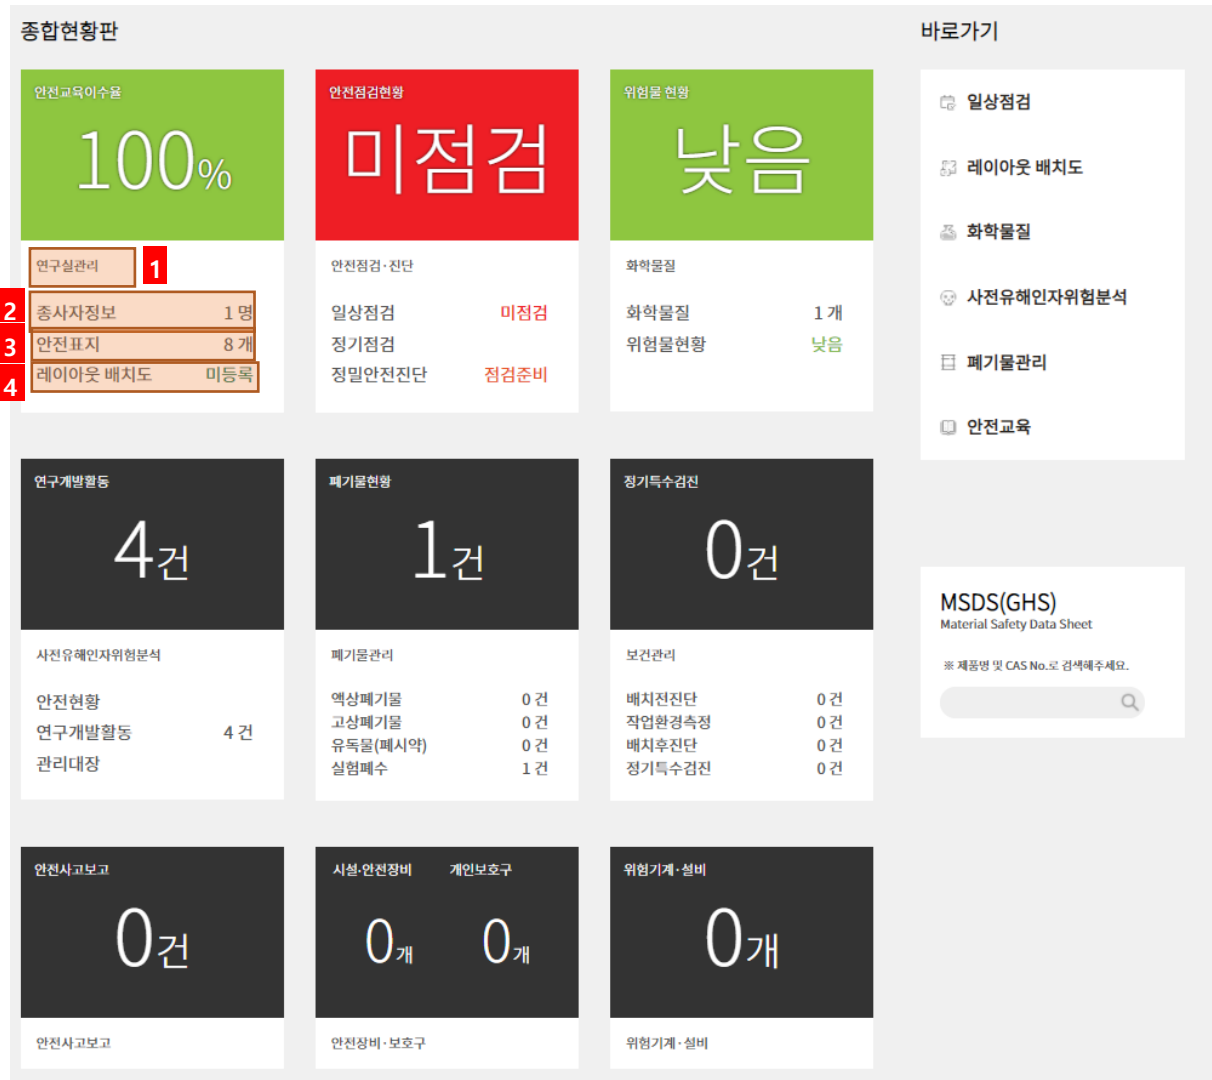 종합현황판
바로가기
안전교육이수율
100%
연구실관리
1
2
종사자정보 1 명
3
안전표지 8 개
4
레이아웃 배치도 미등록
안전점검현황
미점검
안전점검·진단
일상점검 미점검
정기점검
정밀안전진단 점검준비
위험물 현황
낮음
화학물질
화학물질 1 개
위험물현황 낮음
일상점검
레이아웃 배치도
화학물질
사전유해인자위험분석
폐기물관리
안전교육
연구개발활동
4건
사전유해인자위험분석
안전현황
연구개발활동 4 건
관리대장
폐기물현황
1건
폐기물관리
액상폐기물 0 건
고상폐기물 0 건
유독물(폐시약) 0 건
실험폐수 1 건
정기특수검진
0건
보건관리
배치전진단 0 건
작업환경측정 0 건
배치후진단 0 건
정기특수검진 0 건
MSDS(GHS)
Material Safety Data Sheet
※ 제품명 및 CAS No.로 검색해주세요.
안전사고보고
0건
안전사고보고
시설·안전장비 개인보호구
0개 0개
안전장비·보호구
위험기계·설비
0개
위험기계·설비